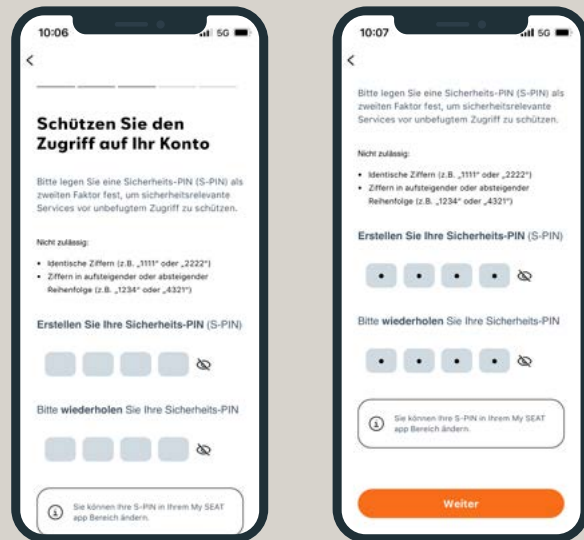 10:06
5G
Schützen Sie den
Zugriff auf Ihr Konto
Bitte legen Sie eine Sicherheits-PIN (S-PIN) als
zweiten Faktor fest, um sicherheitsrelevante
Services vor unbefugtem Zugriff zu schützen.
Nicht zulässig:
• Identische Ziffern (z.B. „1111“ oder „2222“)
• Ziffern in aufsteigender oder absteigender
Reihenfolge (z.B. „1234“ oder „4321“)
Erstellen Sie Ihre Sicherheits-PIN (S-PIN)
Bitte wiederholen Sie Ihre Sicherheits-PIN
Sie können Ihre S-PIN in Ihrem My SEAT
app Bereich ändern.
10:07
5G
Bitte legen Sie eine Sicherheits-PIN (S-PIN) als
zweiten Faktor fest, um sicherheitsrelevante
Services vor unbefugtem Zugriff zu schützen.
Nicht zulässig:
• Identische Ziffern (z.B. „1111“ oder „2222“)
• Ziffern in aufsteigender oder absteigender
Reihenfolge (z.B. „1234“ oder „4321“)
Erstellen Sie Ihre Sicherheits-PIN (S-PIN)
Bitte wiederholen Sie Ihre Sicherheits-PIN
Sie können Ihre S-PIN in Ihrem My SEAT
app Bereich ändern.
Weiter